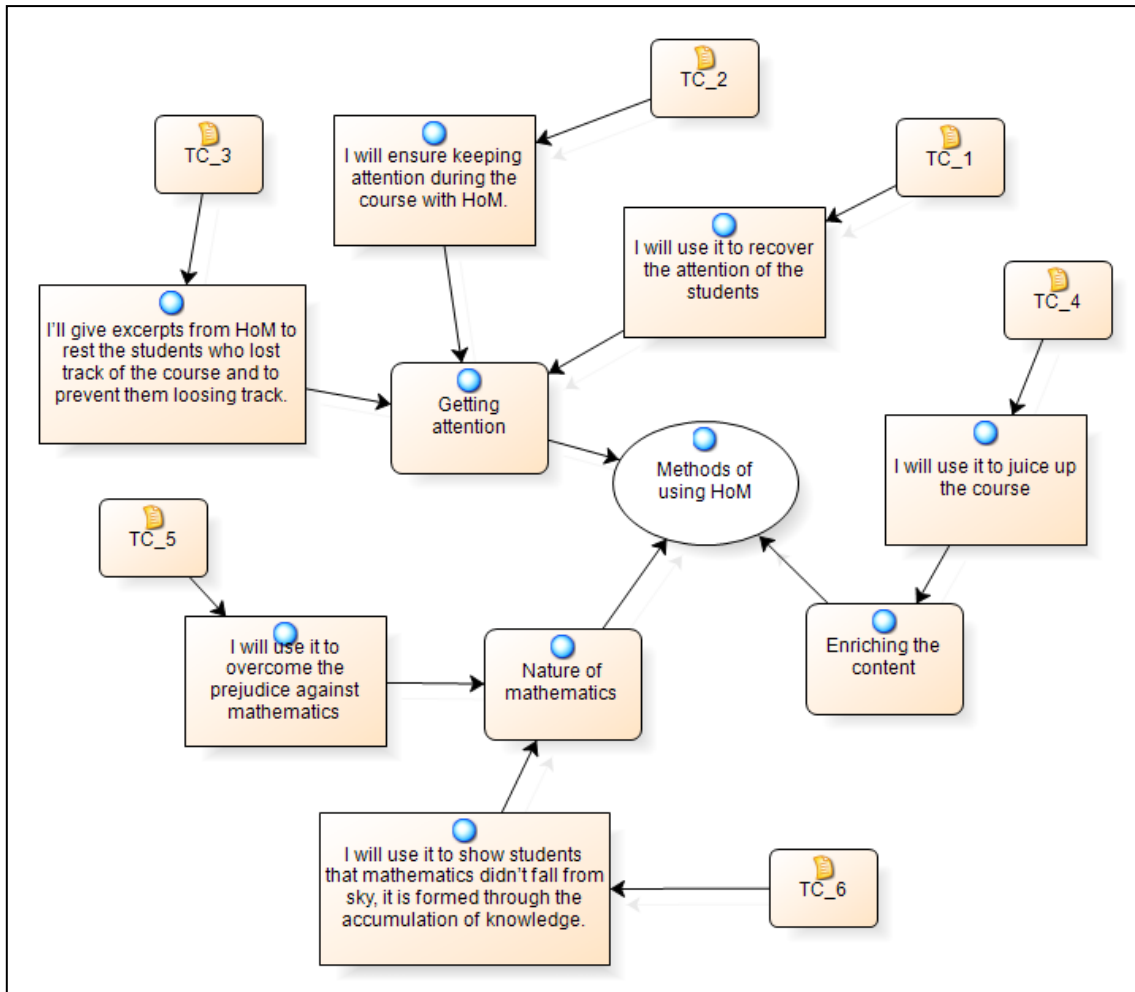 TC_2
TC_3
I will ensure keeping
attention during the
course with HoM.
TC_1
I will use it to recover
the attention of the
students
TC_4
I'll give excerpts from HoM to
rest the students who lost
track of the course and to
prevent them loosing track.
Getting
attention
Methods of
using HoM
I will use it to juice up
the course
TC_5
I will use it to
overcome the
prejudice against
mathematics
Nature of
mathematics
Enriching the
content
I will use it to show students
that mathematics didn't fall from
sky, it is formed through the
accumulation of knowledge.
TC_6